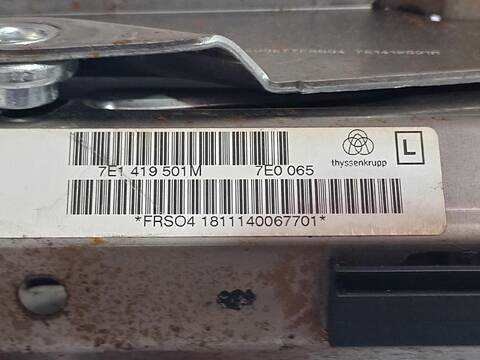 7E1 419 501M 7E0 065
thyssenkrupp
L
*FRSO4 1811140067701*